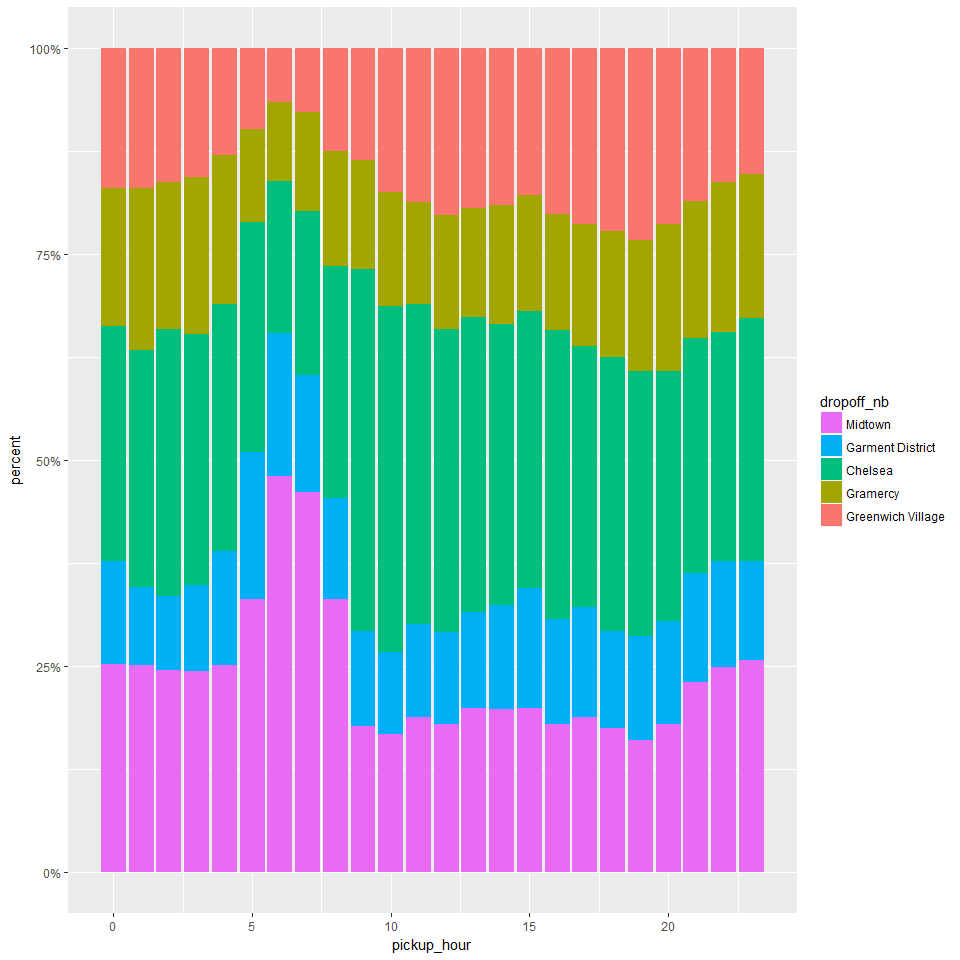 100%
75%
50%
25%
0%
percent
0 5 10 15 20
pickup_hour
dropoff_nb
Midtown
Garment District
Chelsea
Gramercy
Greenwich Village